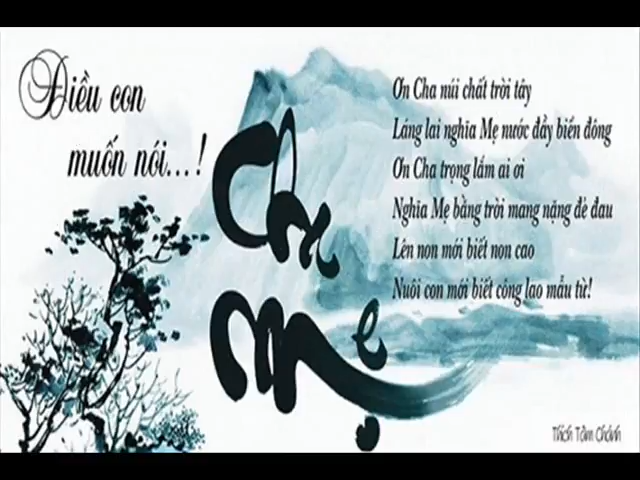 Điều con
muốn nói...!
Cha
Mẹ
Ơn Cha núi chất trời tây
Láng lai nghĩa Mẹ nước đầy biển đông
Ơn Cha trọng lắm ai ơi
Nghĩa Mẹ bằng trời mang nặng đẻ đau
Lên non mới biết non cao
Nuôi con mới biết công lao mẫu từ!
Thích Tâm Chánh